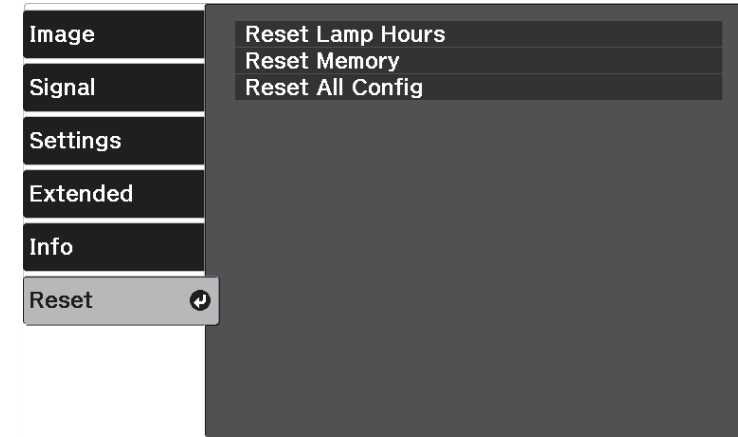 Image
Signal
Settings
Extended
Info
Reset
Reset Lamp Hours
Reset Memory
Reset All Config